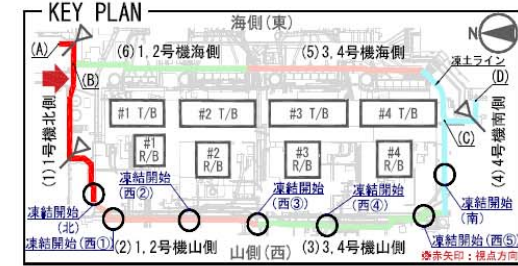 KEY PLAN
海側(東)
N
(A)
(6)1,2号機海側
(5)3,4号機海側
凍土ライン
(B)
(D)
(1)1号機北側
#1 T/B
#2 T/B
#3 T/B
#4 T/B
(C)
(4)4号機南側
#1
R/B
#2
R/B
#3
R/B
#4
R/B
凍結開始
(西②)
凍結開始
(西③)
凍結開始
(西④)
凍結開始
(南)
凍結開始
(北)
凍結開始(西①)
(2)1,2号機山側
山側(西)
(3)3,4号機山側
凍結開始(西⑤)
※赤矢印:視点方向